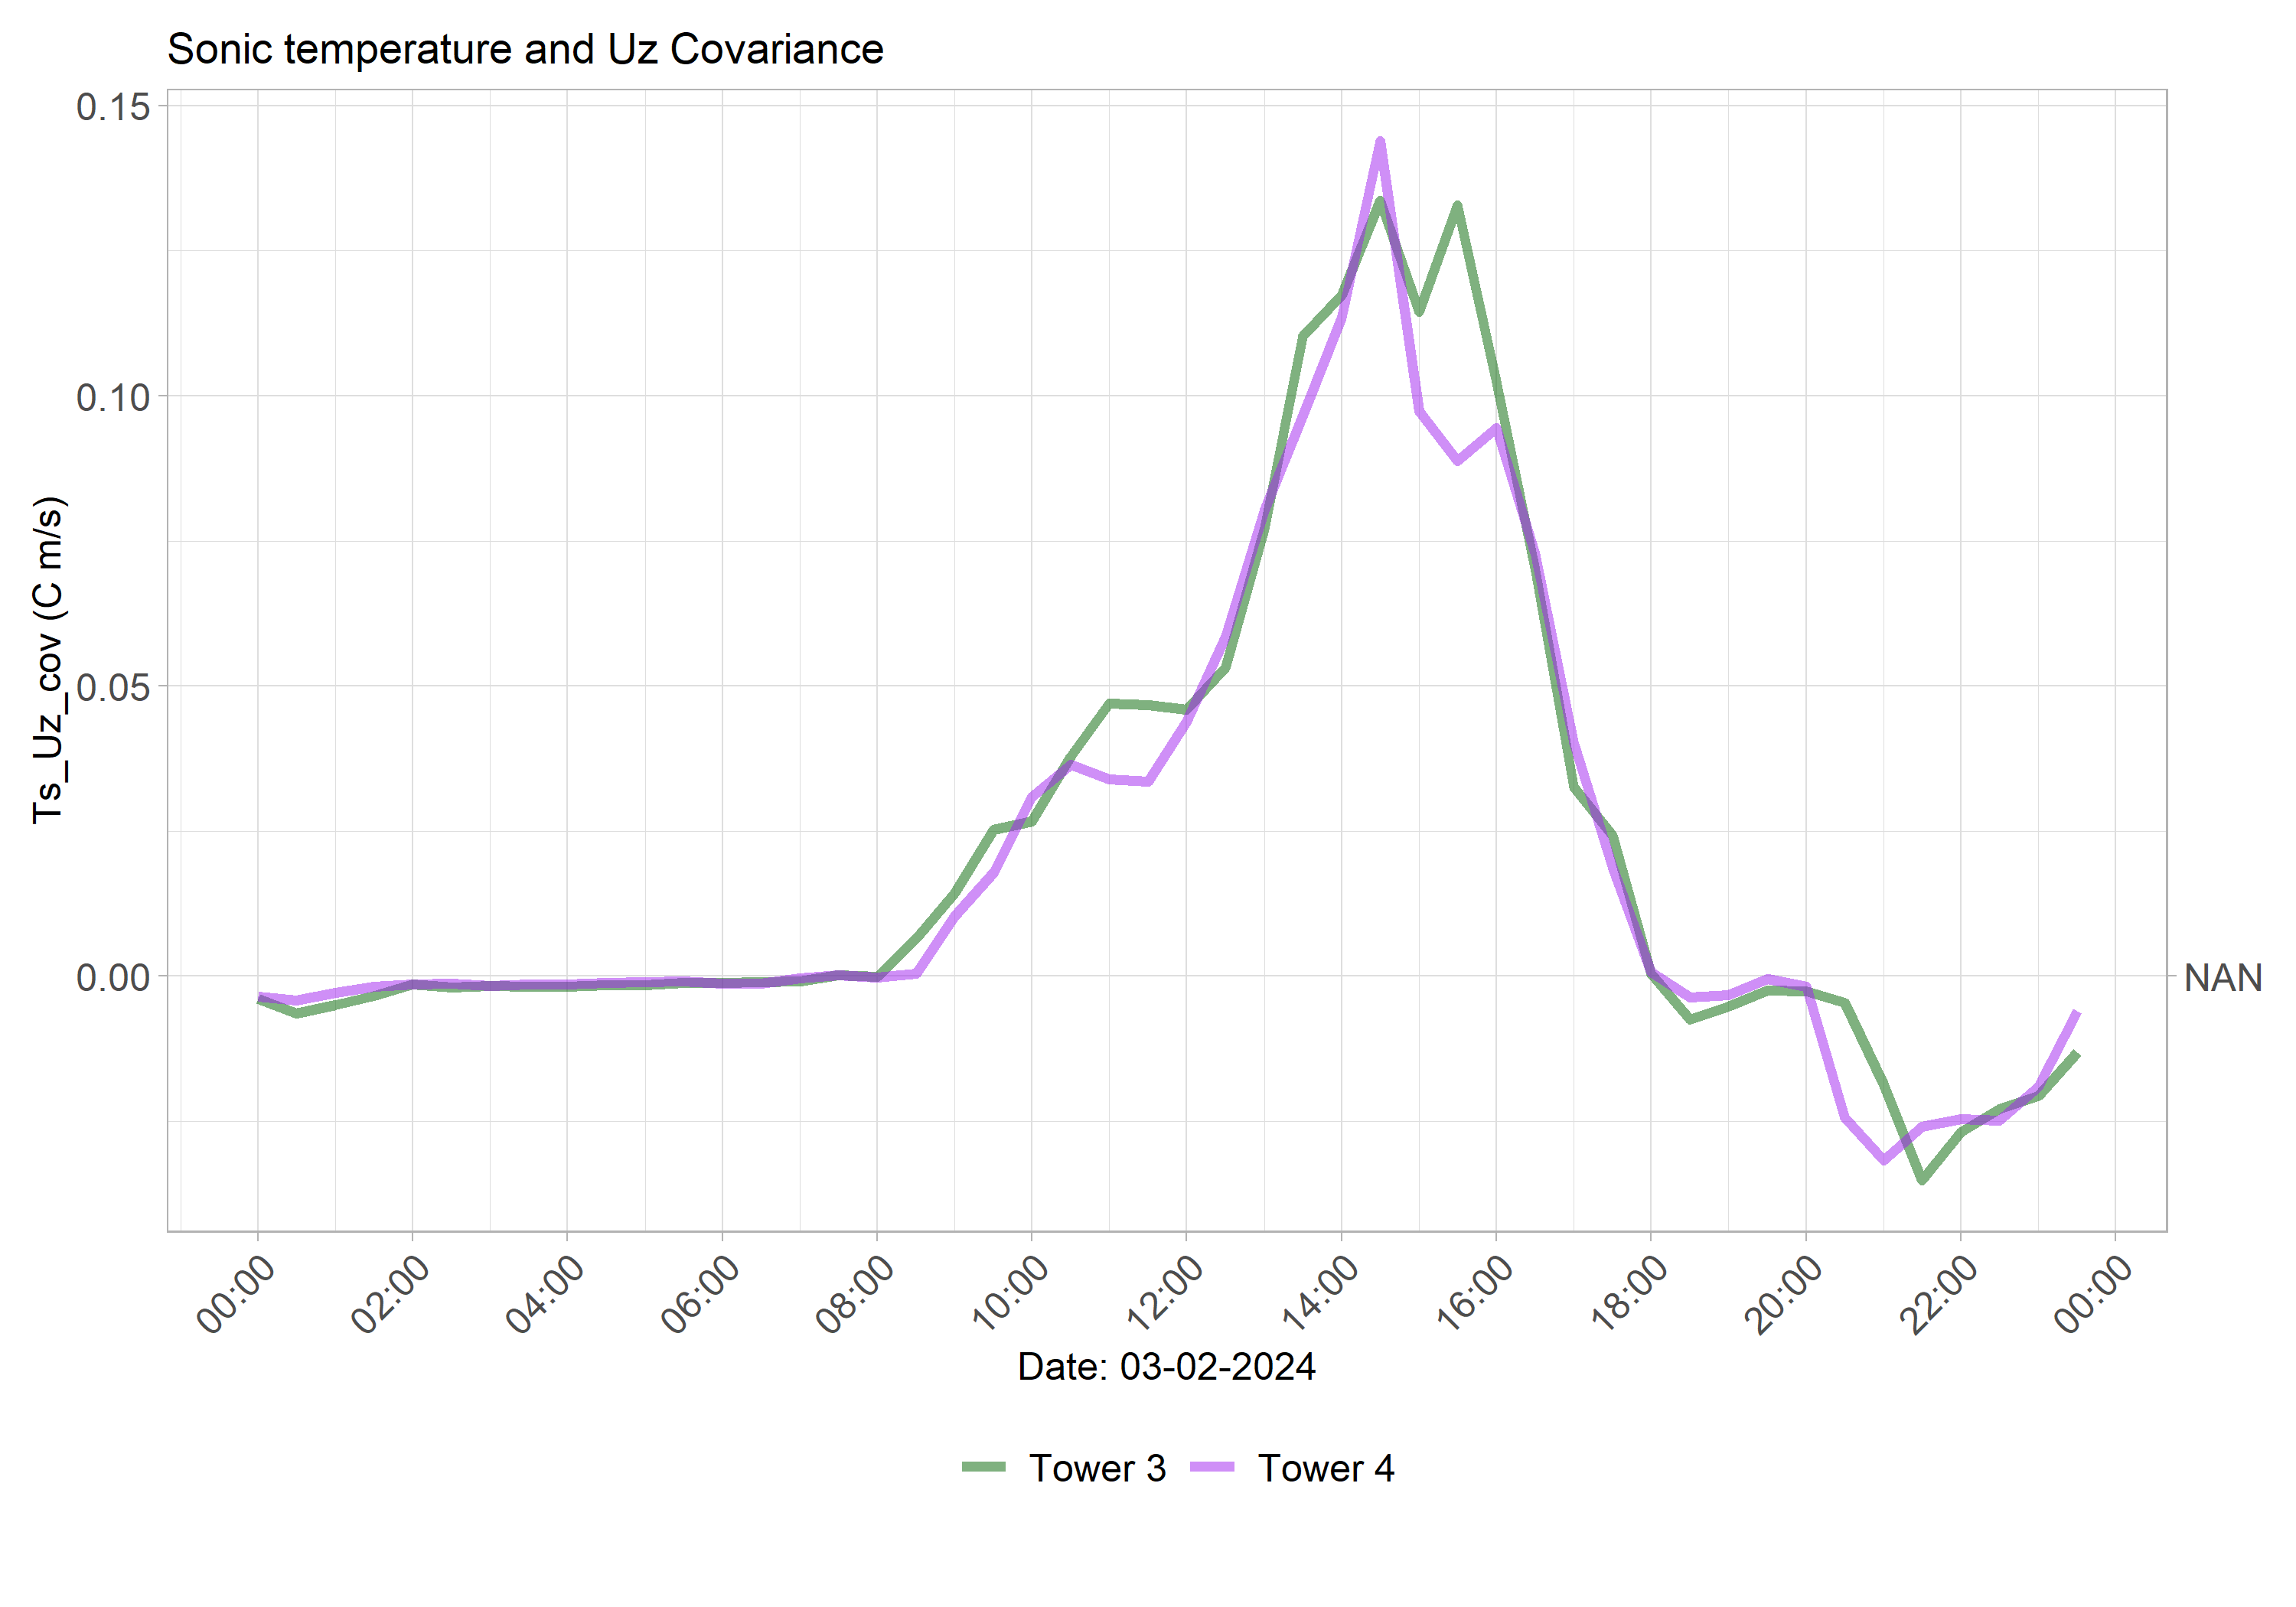 Sonic temperature and Uz Covariance
Ts_Uz_cov (C m/s)
0.15
0.10
0.05
0.00
NAN
00:00 02:00 04:00 06:00 08:00 10:00 12:00 14:00 16:00 18:00 20:00 22:00 00:00
Date: 03-02-2024
Tower 3 Tower 4